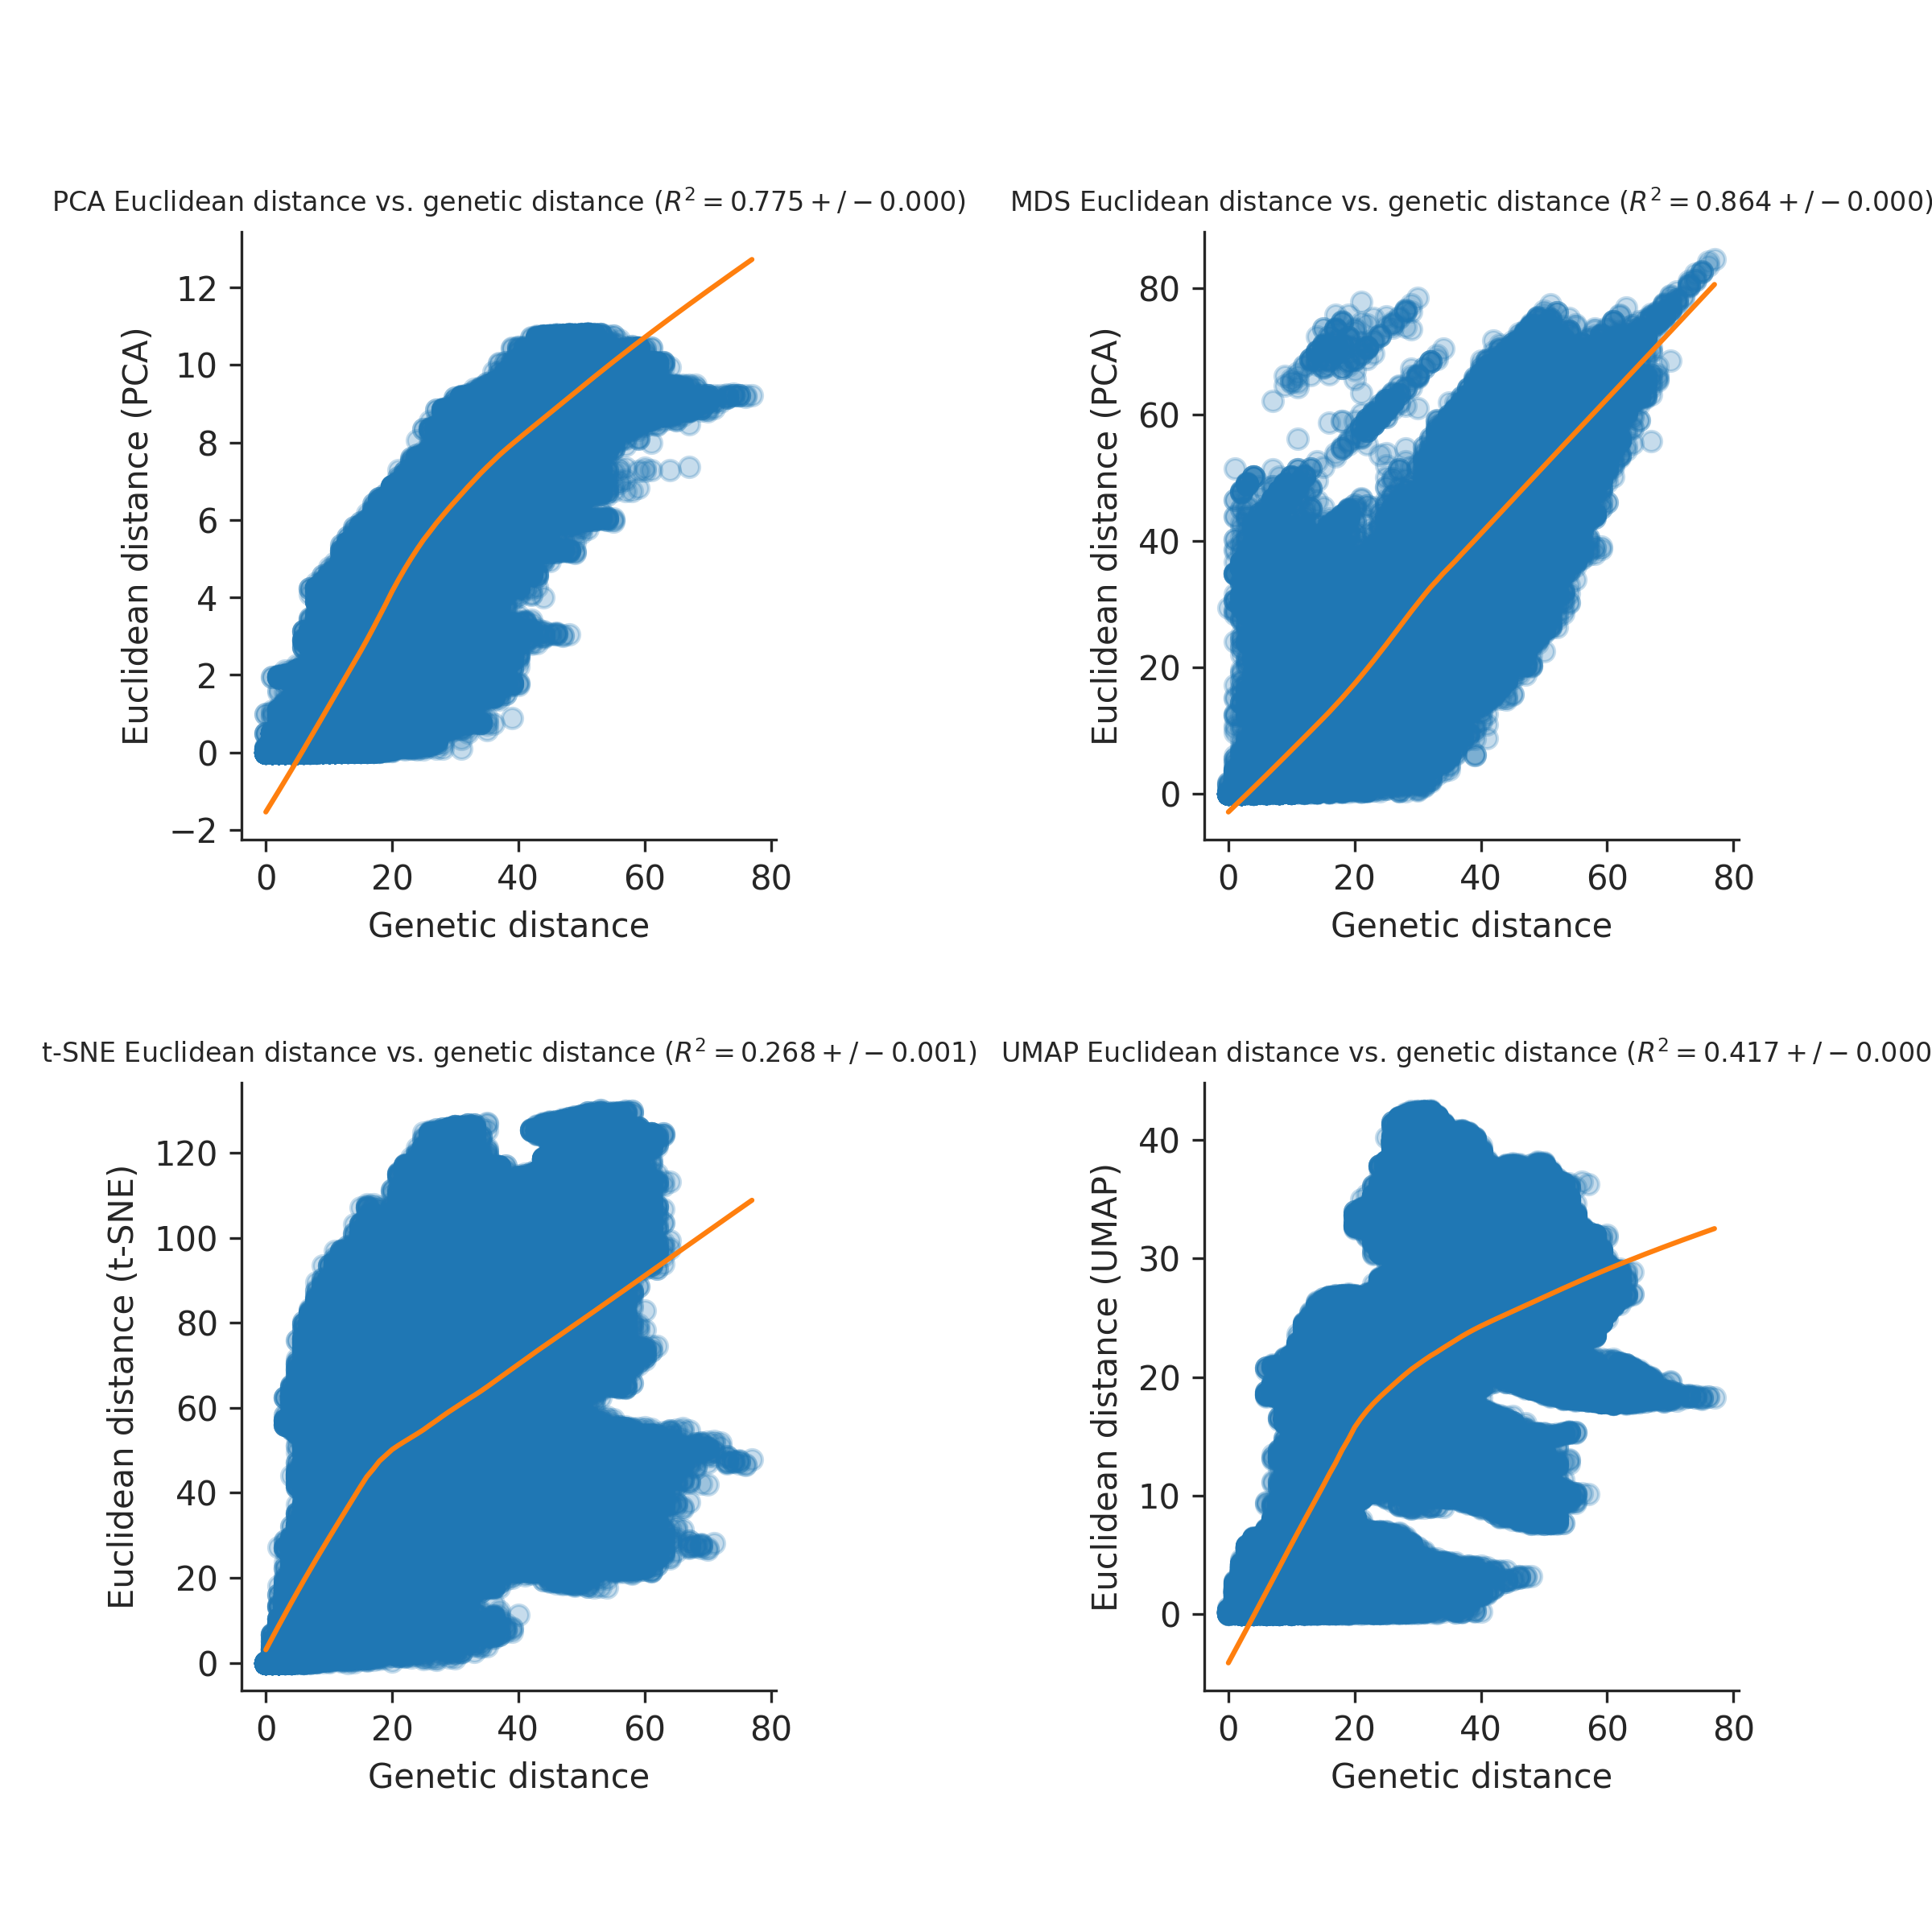 PCA Euclidean distance vs. genetic distance (R² = 0.775 + / − 0.000)
MDS Euclidean distance vs. genetic distance (R² = 0.864 + / − 0.000)
12
10
8
6
4
2
0
−2
Euclidean distance (PCA)
0 20 40 60 80
Genetic distance
80
60
40
20
0
Euclidean distance (PCA)
0 20 40 60 80
Genetic distance
t-SNE Euclidean distance vs. genetic distance (R² = 0.268 + / − 0.001)
UMAP Euclidean distance vs. genetic distance (R² = 0.417 + / − 0.000
120
100
80
60
40
20
0
Euclidean distance (t-SNE)
0 20 40 60 80
Genetic distance
40
30
20
10
0
Euclidean distance (UMAP)
0 20 40 60 80
Genetic distance